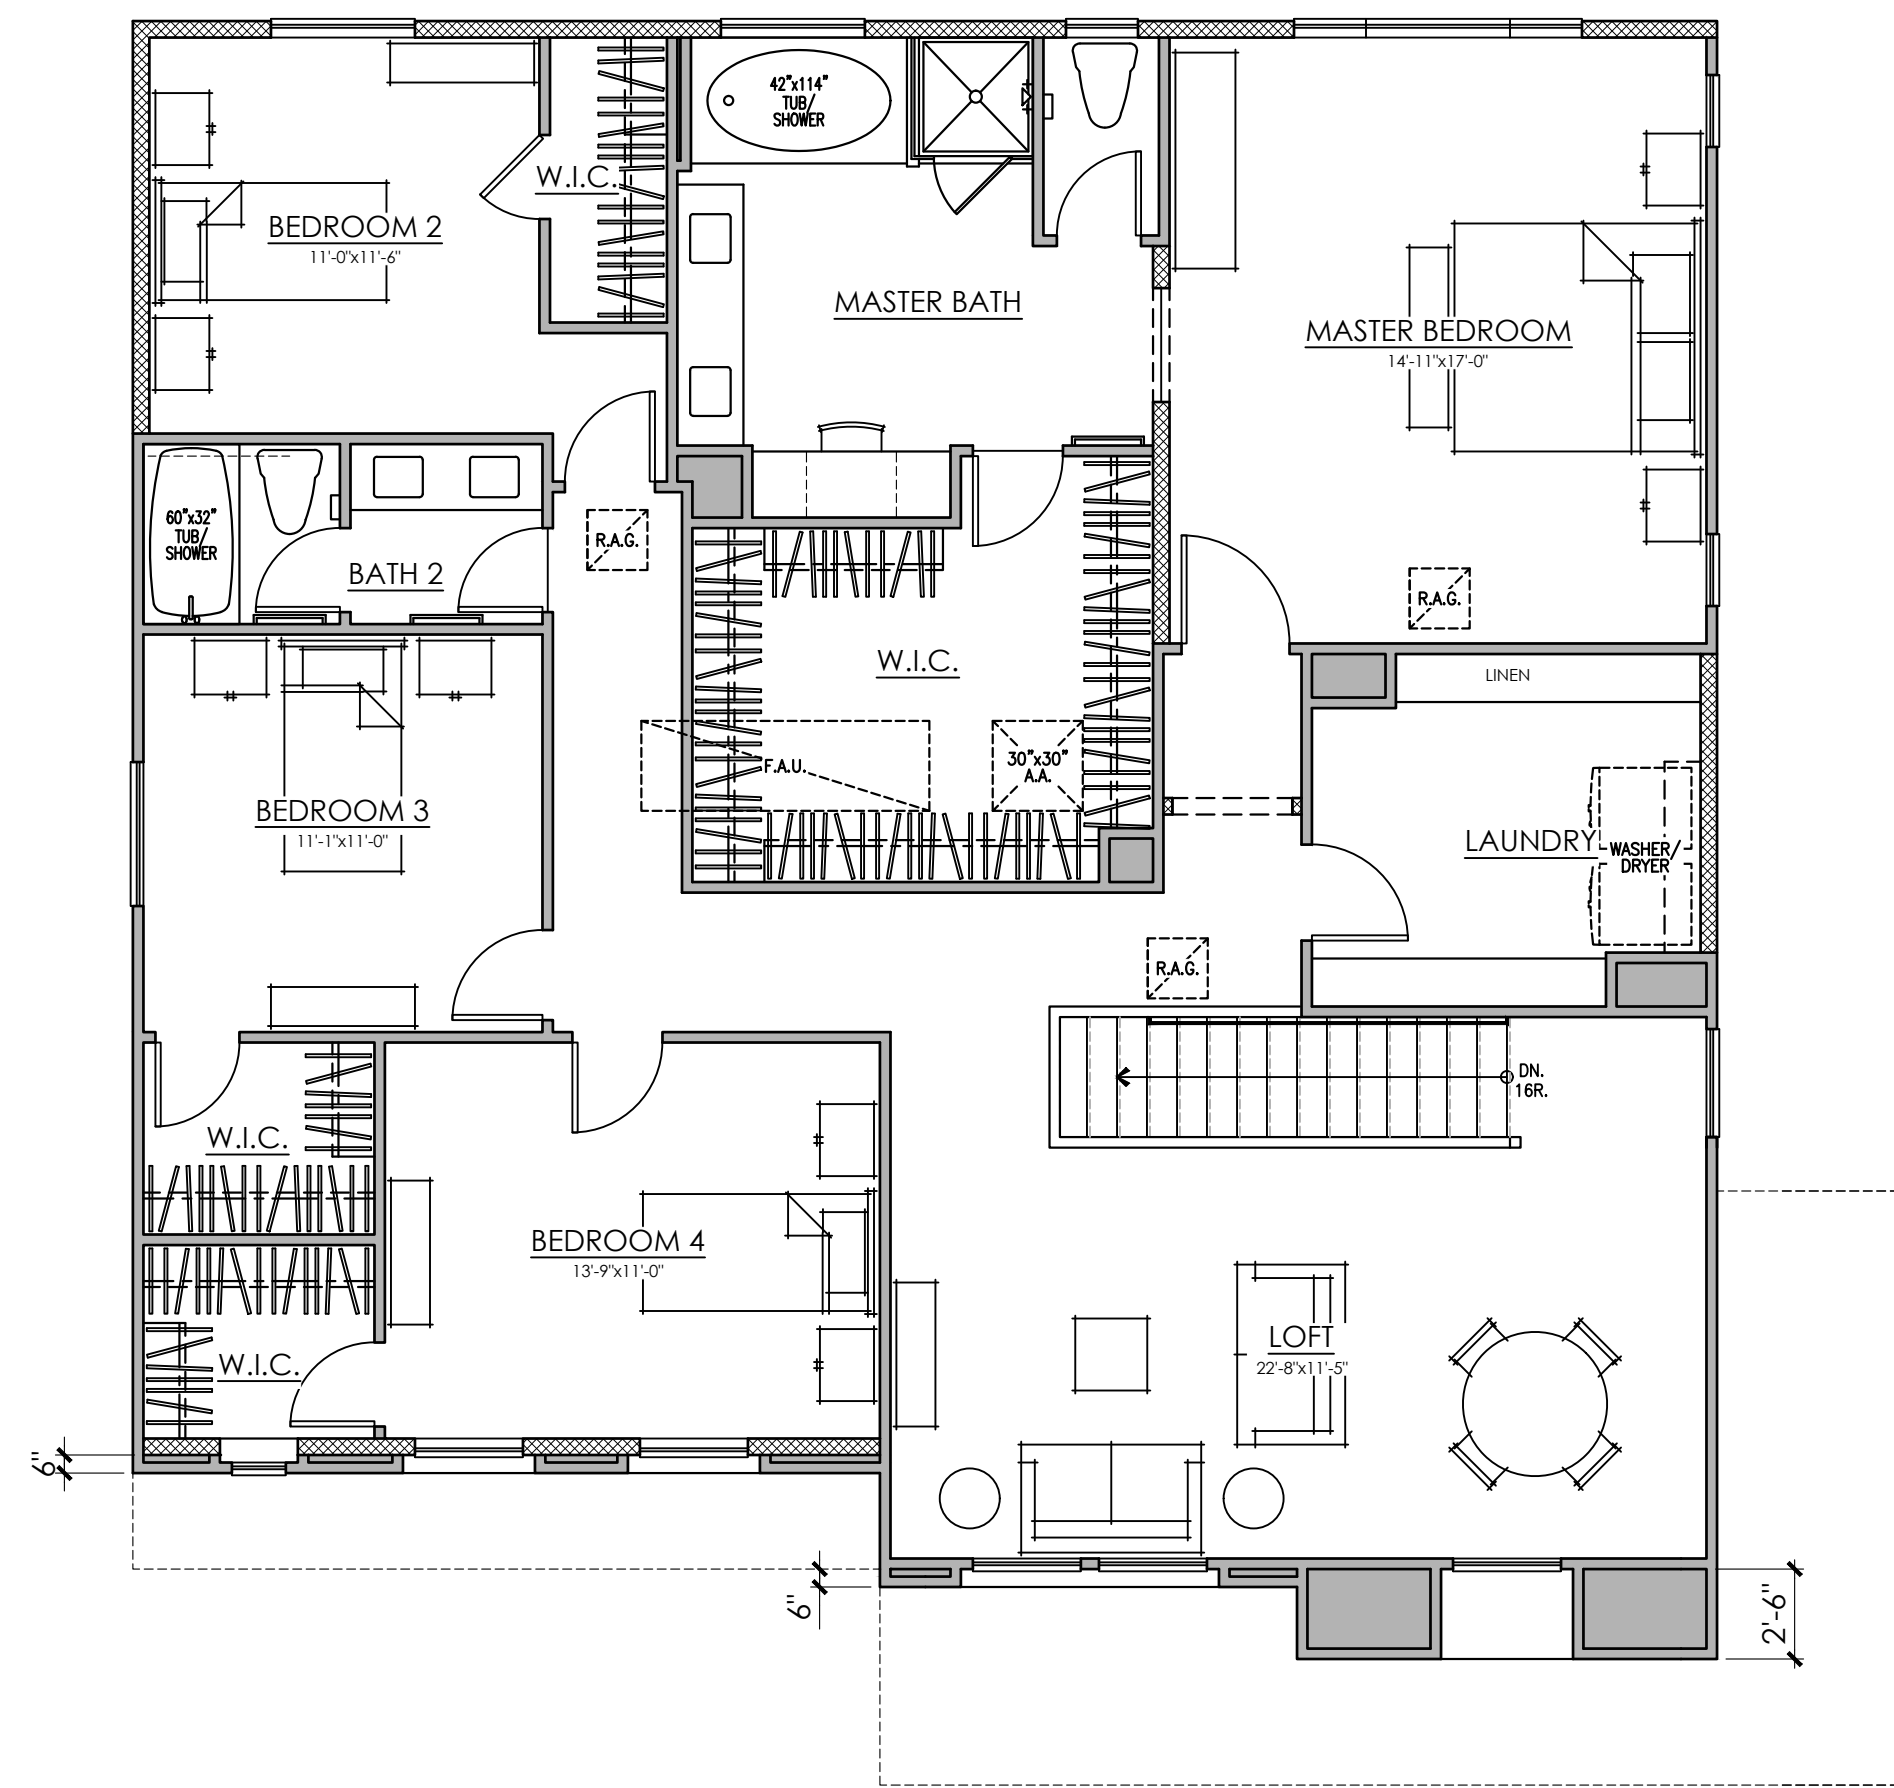 42"x114"
TUB/
SHOWER
W.I.C.
BEDROOM 2
11'-0"x11'-6"
MASTER BATH
MASTER BEDROOM
14'-11"x17'-0"
60"x32"
TUB/
SHOWER
R.A.G.
BATH 2
R.A.G.
W.I.C.
LINEN
F.A.U.
30"x30"
A.A.
BEDROOM 3
11'-1"x11'-0"
LAUNDRY
WASHER/
DRYER
R.A.G.
DN.
16R.
W.I.C.
BEDROOM 4
13'-9"x11'-0"
LOFT
22'-8"x11'-5"
W.I.C.
6"
6"
2'-6"